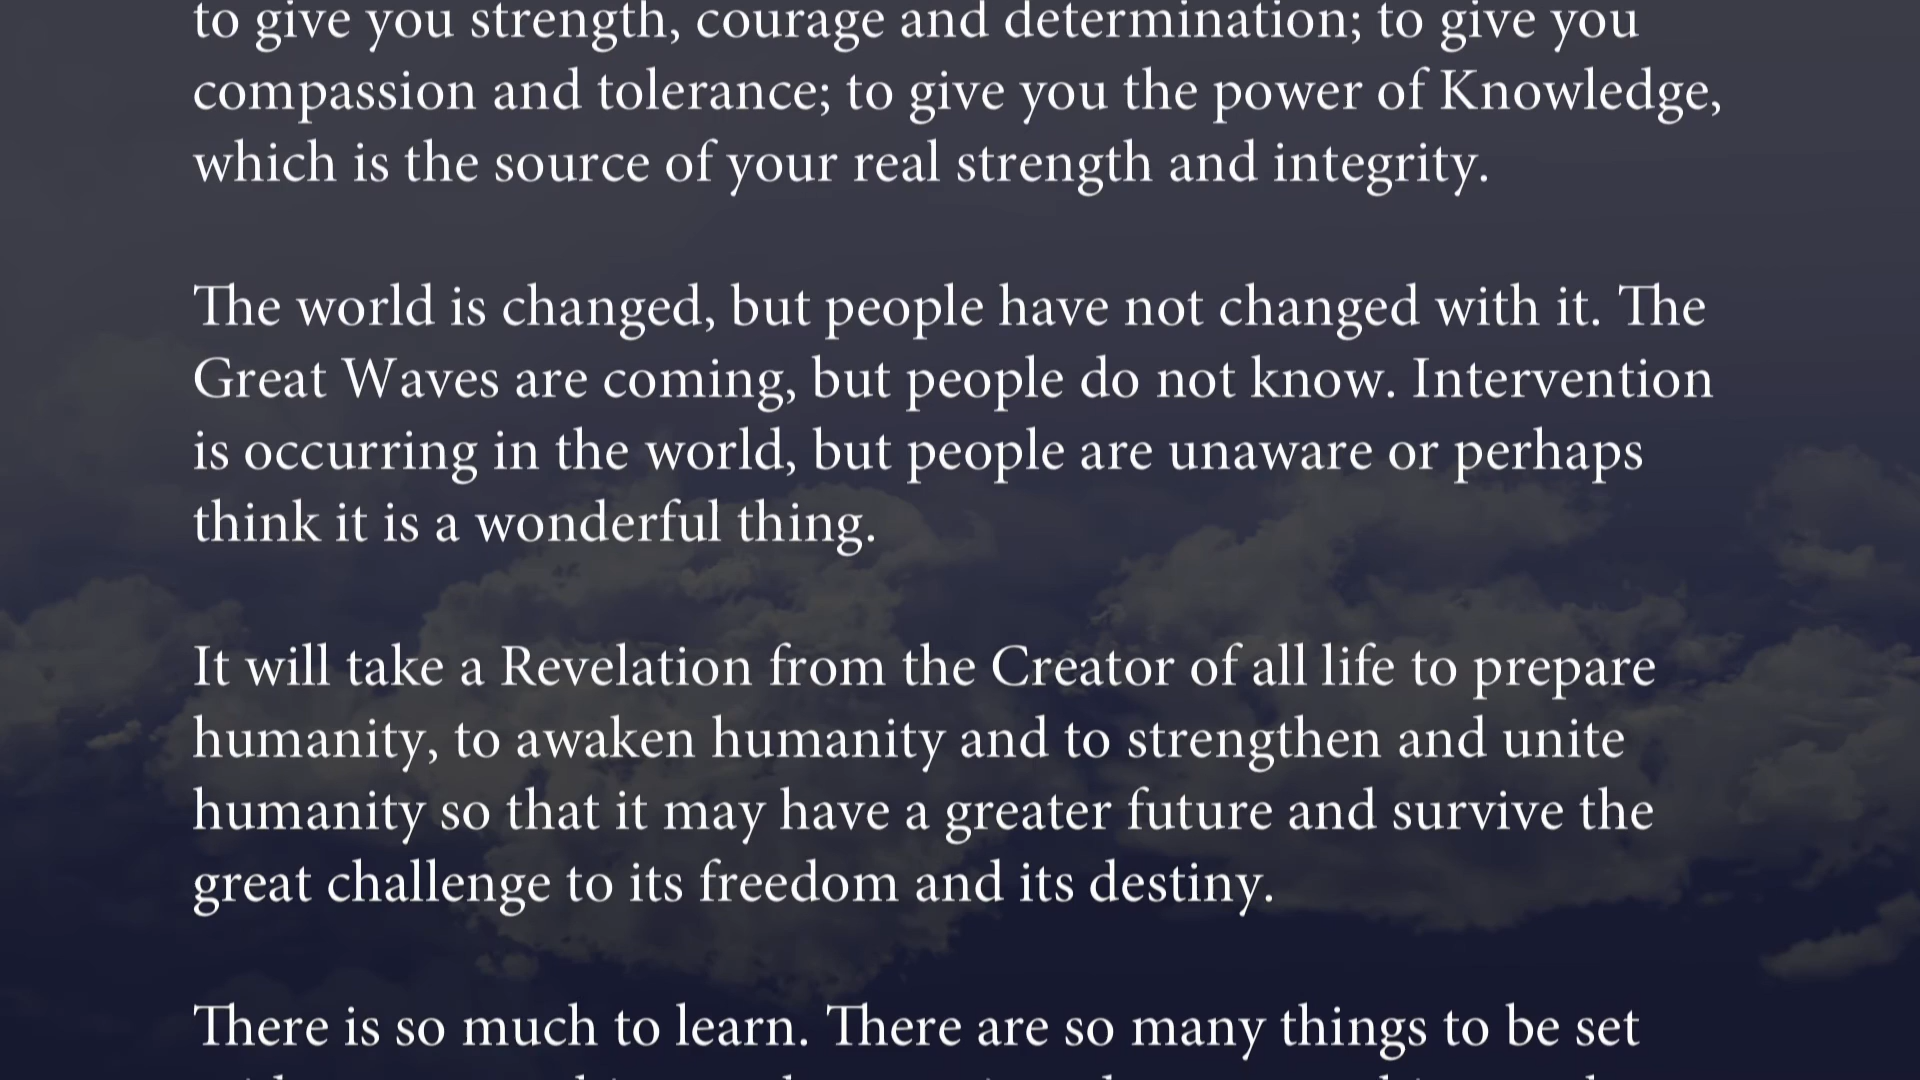 to give you strength, courage and determination; to give you
compassion and tolerance; to give you the power of Knowledge,
which is the source of your real strength and integrity.
The world is changed, but people have not changed with it. The
Great Waves are coming, but people do not know. Intervention
is occurring in the world, but people are unaware or perhaps
think it is a wonderful thing.
It will take a Revelation from the Creator of all life to prepare
humanity, to awaken humanity and to strengthen and unite
humanity so that it may have a greater future and survive the
great challenge to its freedom and its destiny.
There is so much to learn. There are so many things to be set